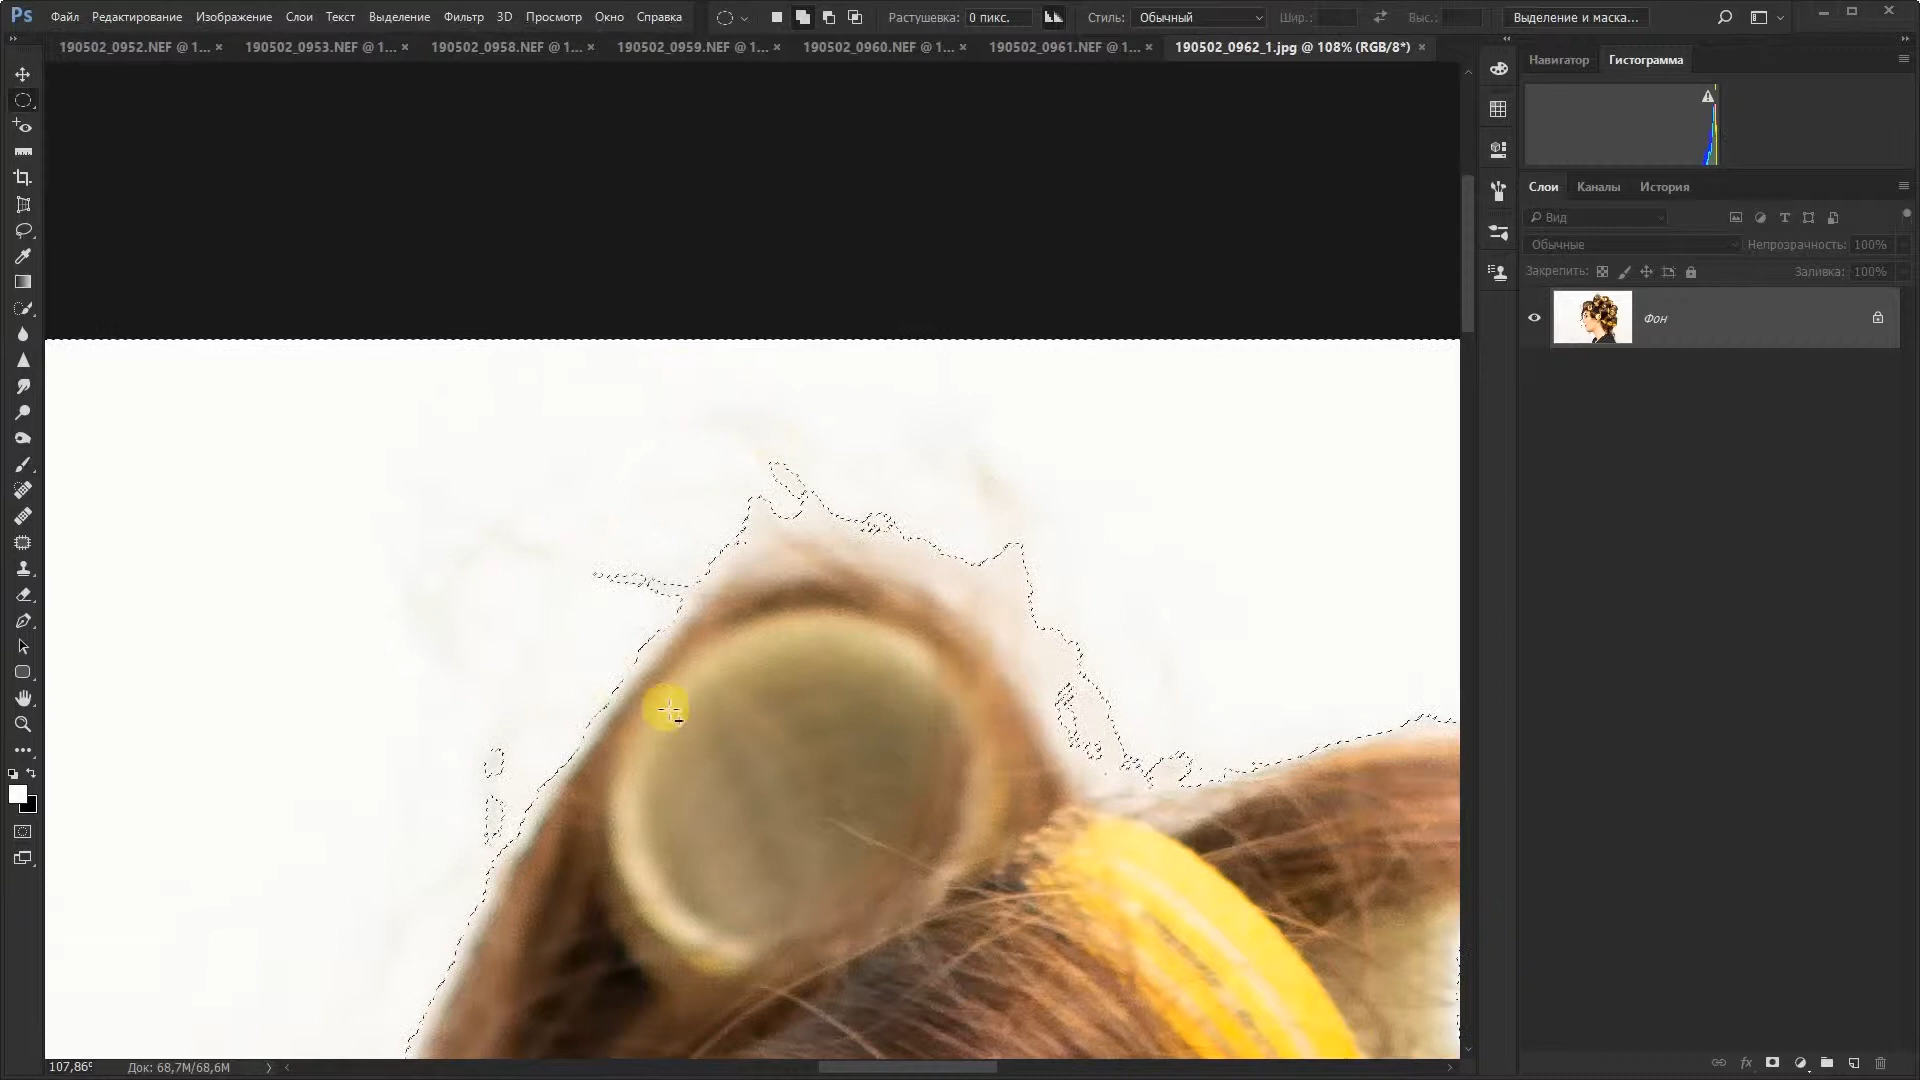 Ps Файл Редактирование Изображение Слои Текст Выделение Фильтр 3D Просмотр Окно Справка Растушевка: 0 пикс. Стиль: Обычный Шир.: Выс.: Выделение и маска...
190502_0952.NEF @ 1... × 190502_0953.NEF @ 1... × 190502_0958.NEF @ 1... × 190502_0959.NEF @ 1... × 190502_0960.NEF @ 1... × 190502_0961.NEF @ 1... × 190502_0962_1.jpg @ 108% (RGB/8*) ×
Навигатор Гистограмма
Слои Каналы История
Вид
Обычные Непрозрачность: 100%
Закрепить: Заливка: 100%
Фон
107,86% Док: 68,7M/68,6M
fx